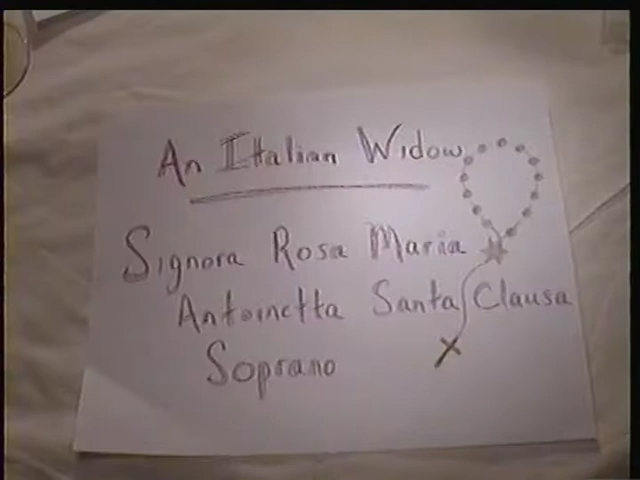 An Italian Widow
Signora Rosa Maria
Antoinetta Santa Clausa
Soprano